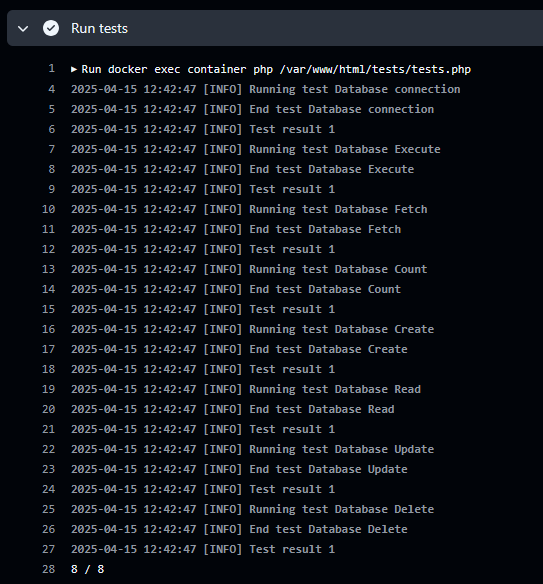 Run tests
1 ▸ Run docker exec container php /var/www/html/tests/tests.php
4 2025-04-15 12:42:47 [INFO] Running test Database connection
5 2025-04-15 12:42:47 [INFO] End test Database connection
6 2025-04-15 12:42:47 [INFO] Test result 1
7 2025-04-15 12:42:47 [INFO] Running test Database Execute
8 2025-04-15 12:42:47 [INFO] End test Database Execute
9 2025-04-15 12:42:47 [INFO] Test result 1
10 2025-04-15 12:42:47 [INFO] Running test Database Fetch
11 2025-04-15 12:42:47 [INFO] End test Database Fetch
12 2025-04-15 12:42:47 [INFO] Test result 1
13 2025-04-15 12:42:47 [INFO] Running test Database Count
14 2025-04-15 12:42:47 [INFO] End test Database Count
15 2025-04-15 12:42:47 [INFO] Test result 1
16 2025-04-15 12:42:47 [INFO] Running test Database Create
17 2025-04-15 12:42:47 [INFO] End test Database Create
18 2025-04-15 12:42:47 [INFO] Test result 1
19 2025-04-15 12:42:47 [INFO] Running test Database Read
20 2025-04-15 12:42:47 [INFO] End test Database Read
21 2025-04-15 12:42:47 [INFO] Test result 1
22 2025-04-15 12:42:47 [INFO] Running test Database Update
23 2025-04-15 12:42:47 [INFO] End test Database Update
24 2025-04-15 12:42:47 [INFO] Test result 1
25 2025-04-15 12:42:47 [INFO] Running test Database Delete
26 2025-04-15 12:42:47 [INFO] End test Database Delete
27 2025-04-15 12:42:47 [INFO] Test result 1
28 8 / 8